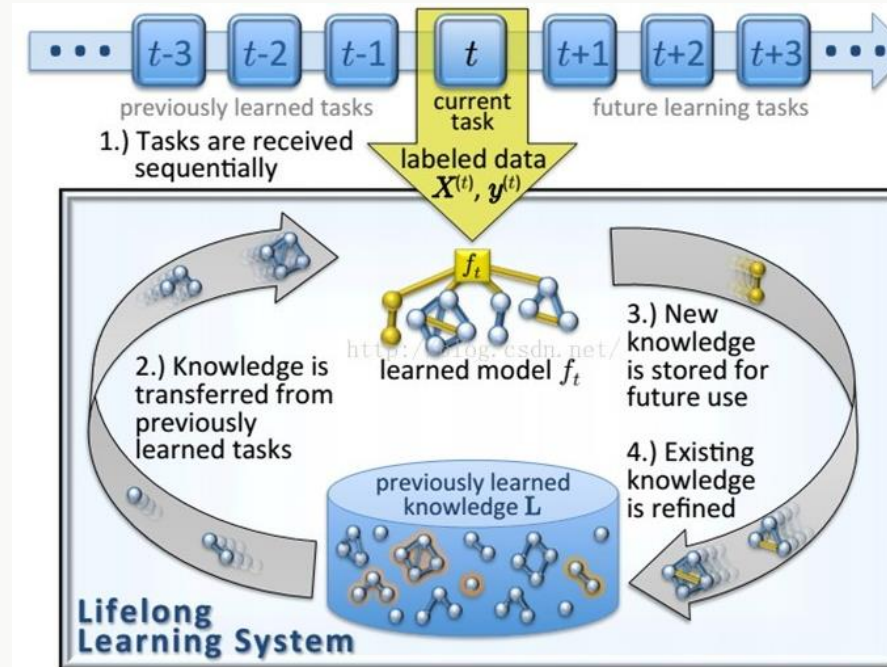 ••• t-3 t-2 t-1 t t+1 t+2 t+3 •••
previously learned tasks
current
task
future learning tasks
1.) Tasks are received
sequentially
labeled data
X^(t), y^(t)
f_t
http://blog.csdn.net/
learned model f_t
2.) Knowledge is
transferred from
previously
learned tasks
3.) New
knowledge
is stored for
future use
4.) Existing
knowledge
is refined
previously learned
knowledge L
Lifelong
Learning System